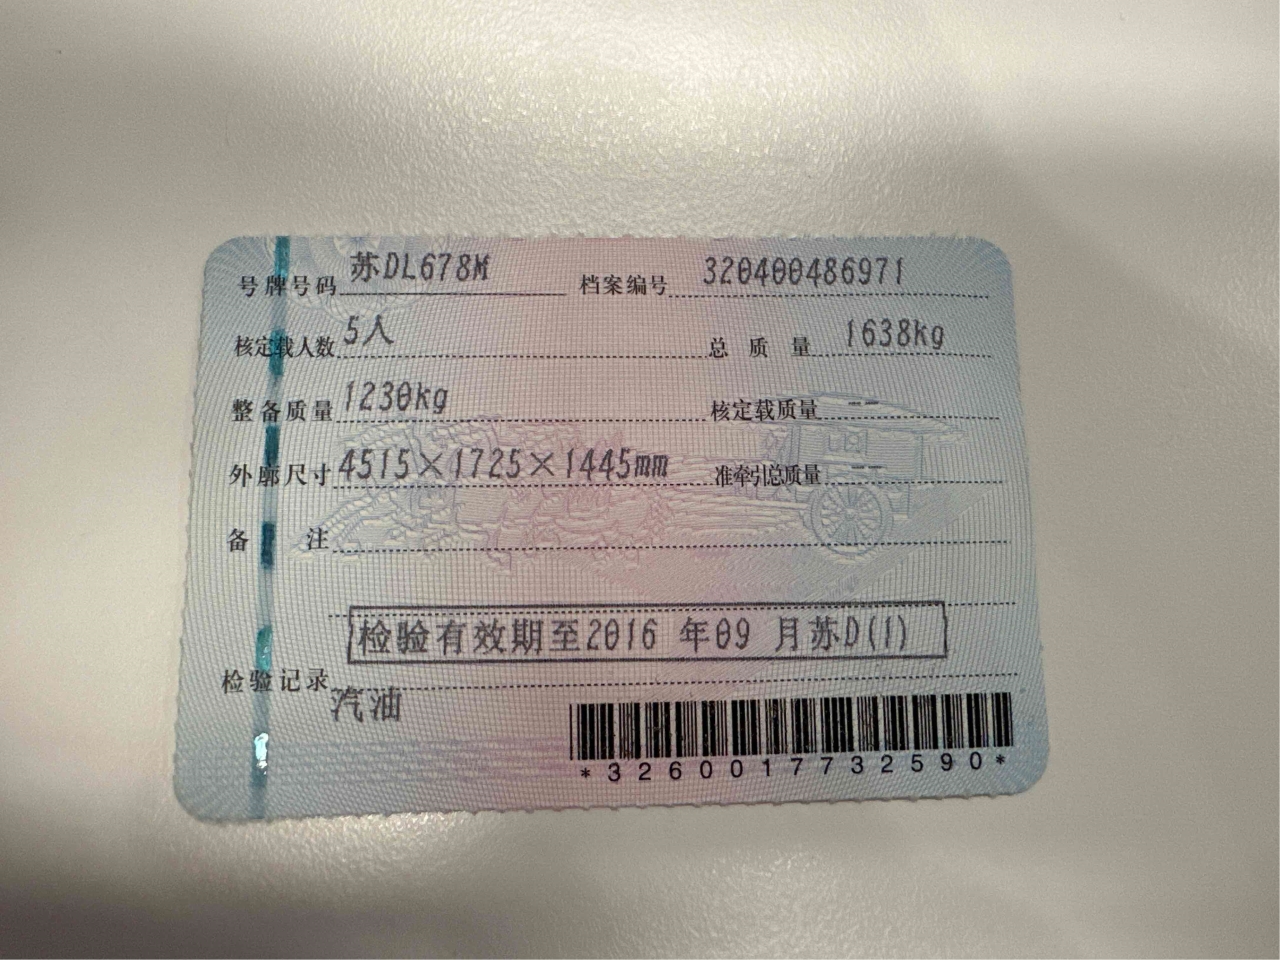 号牌号码 苏DL678M 档案编号 320400486971
核定载人数 5人 总质量 1638kg
整备质量 1230kg 核定载质量 --
外廓尺寸 4515×1725×1445mm 准牵引总质量 --
备注
检验有效期至2016 年09 月苏D(1)
检验记录
汽油
*3260017732590*